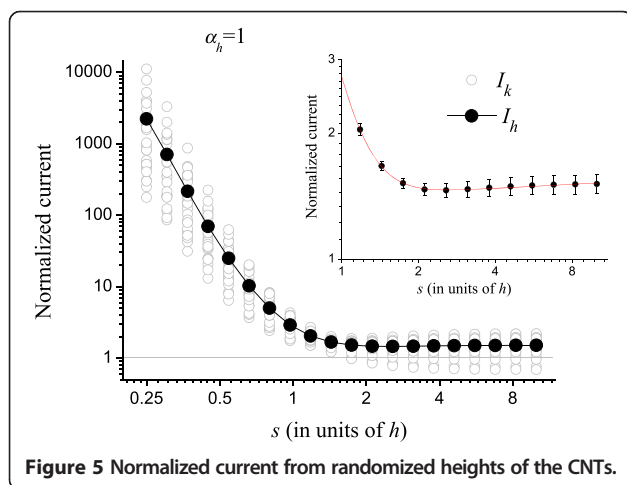 α_h=1
10000
1000
100
10
1
Normalized current
0.25 0.5 1 2 4 8
s (in units of h)
3
2
1
Normalized current
1 2 4 8
s (in units of h)
I_k
I_h
Figure 5 Normalized current from randomized heights of the CNTs.